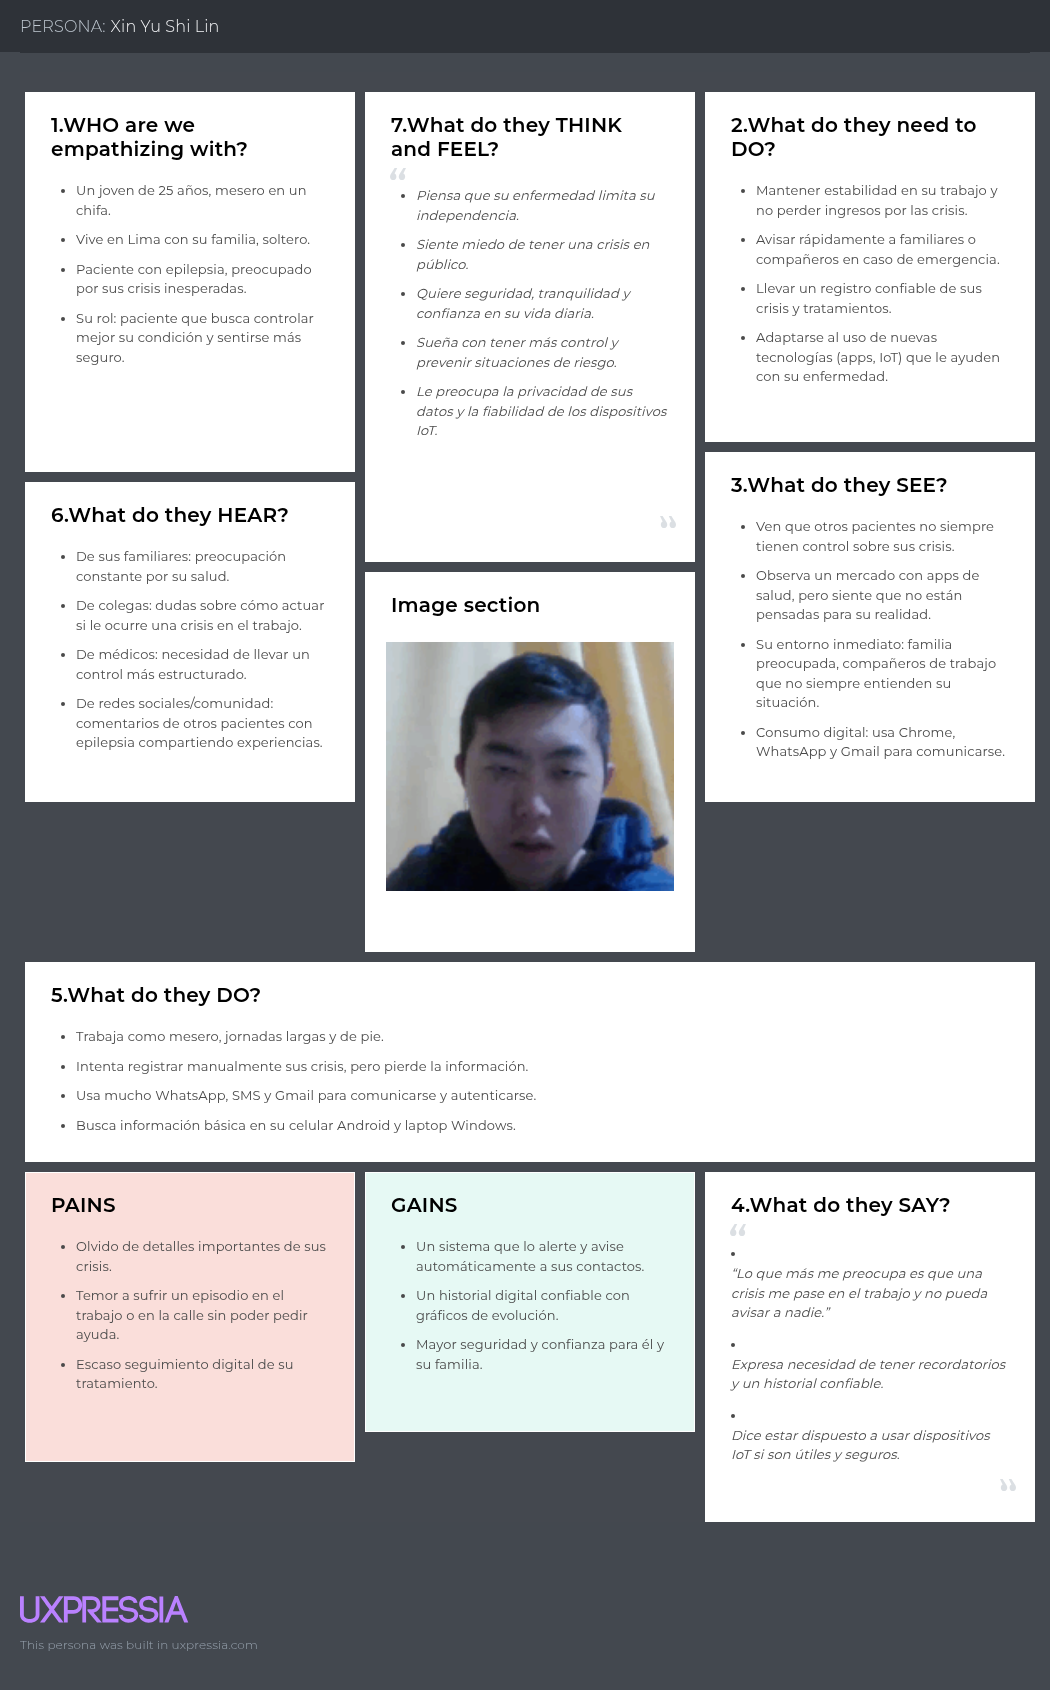 PERSONA: Xin Yu Shi Lin
1.WHO are we
empathizing with?
• Un joven de 25 años, mesero en un
chifa.
• Vive en Lima con su familia, soltero.
• Paciente con epilepsia, preocupado
por sus crisis inesperadas.
• Su rol: paciente que busca controlar
mejor su condición y sentirse más
seguro.
7.What do they THINK
and FEEL?
“
• Piensa que su enfermedad limita su
independencia.
• Siente miedo de tener una crisis en
público.
• Quiere seguridad, tranquilidad y
confianza en su vida diaria.
• Sueña con tener más control y
prevenir situaciones de riesgo.
• Le preocupa la privacidad de sus
datos y la fiabilidad de los dispositivos
IoT.
”
2.What do they need to
DO?
• Mantener estabilidad en su trabajo y
no perder ingresos por las crisis.
• Avisar rápidamente a familiares o
compañeros en caso de emergencia.
• Llevar un registro confiable de sus
crisis y tratamientos.
• Adaptarse al uso de nuevas
tecnologías (apps, IoT) que le ayuden
con su enfermedad.
6.What do they HEAR?
• De sus familiares: preocupación
constante por su salud.
• De colegas: dudas sobre cómo actuar
si le ocurre una crisis en el trabajo.
• De médicos: necesidad de llevar un
control más estructurado.
• De redes sociales/comunidad:
comentarios de otros pacientes con
epilepsia compartiendo experiencias.
Image section
3.What do they SEE?
• Ven que otros pacientes no siempre
tienen control sobre sus crisis.
• Observa un mercado con apps de
salud, pero siente que no están
pensadas para su realidad.
• Su entorno inmediato: familia
preocupada, compañeros de trabajo
que no siempre entienden su
situación.
• Consumo digital: usa Chrome,
WhatsApp y Gmail para comunicarse.
5.What do they DO?
• Trabaja como mesero, jornadas largas y de pie.
• Intenta registrar manualmente sus crisis, pero pierde la información.
• Usa mucho WhatsApp, SMS y Gmail para comunicarse y autenticarse.
• Busca información básica en su celular Android y laptop Windows.
PAINS
• Olvido de detalles importantes de sus
crisis.
• Temor a sufrir un episodio en el
trabajo o en la calle sin poder pedir
ayuda.
• Escaso seguimiento digital de su
tratamiento.
GAINS
• Un sistema que lo alerte y avise
automáticamente a sus contactos.
• Un historial digital confiable con
gráficos de evolución.
• Mayor seguridad y confianza para él y
su familia.
4.What do they SAY?
“
•
“Lo que más me preocupa es que una
crisis me pase en el trabajo y no pueda
avisar a nadie.”
•
Expresa necesidad de tener recordatorios
y un historial confiable.
•
Dice estar dispuesto a usar dispositivos
IoT si son útiles y seguros.
”
UXPRESSIA
This persona was built in uxpressia.com